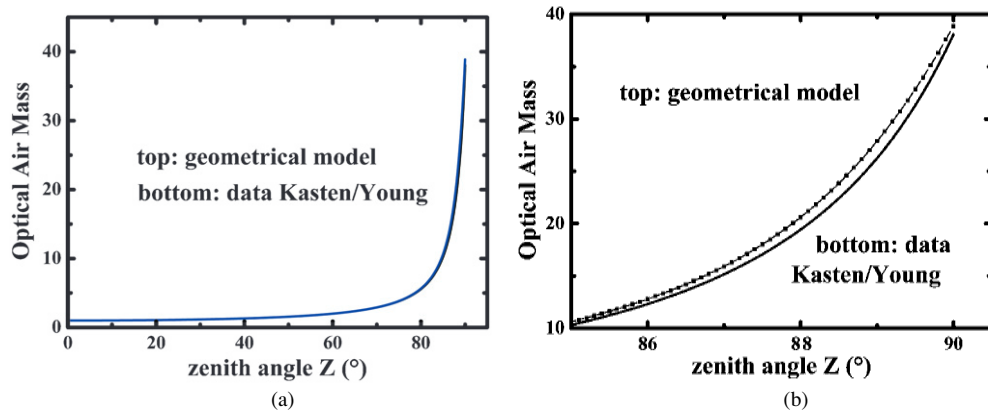 40
30
20
10
0
Optical Air Mass
top: geometrical model
bottom: data Kasten/Young
0
20
40
60
80
zenith angle Z (°)
(a)
40
30
20
10
Optical Air Mass
top: geometrical model
bottom: data
Kasten/Young
86
88
90
zenith angle Z (°)
(b)